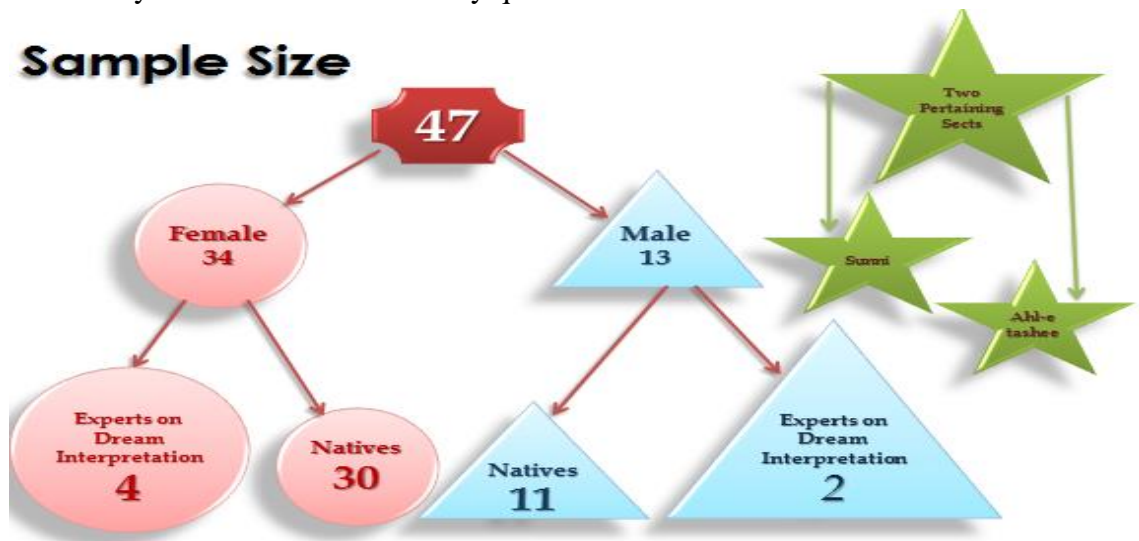 Sample Size
47
Female
34
Male
13
Experts on
Dream
Interpretation
4
Natives
30
Natives
11
Experts on
Dream
Interpretation
2
Two
Pertaining
Sects
Sunni
Ahl-e
tashee